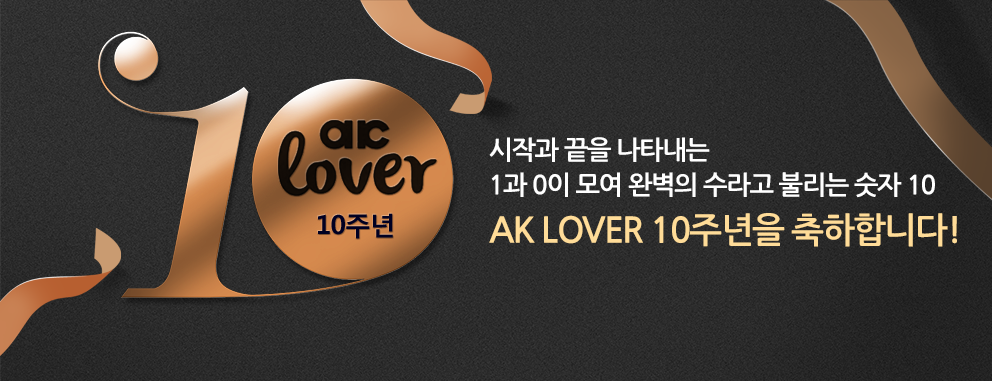 10
ak
lover
10주년
시작과 끝을 나타내는
1과 0이 모여 완벽의 수라고 불리는 숫자 10
AK LOVER 10주년을 축하합니다!